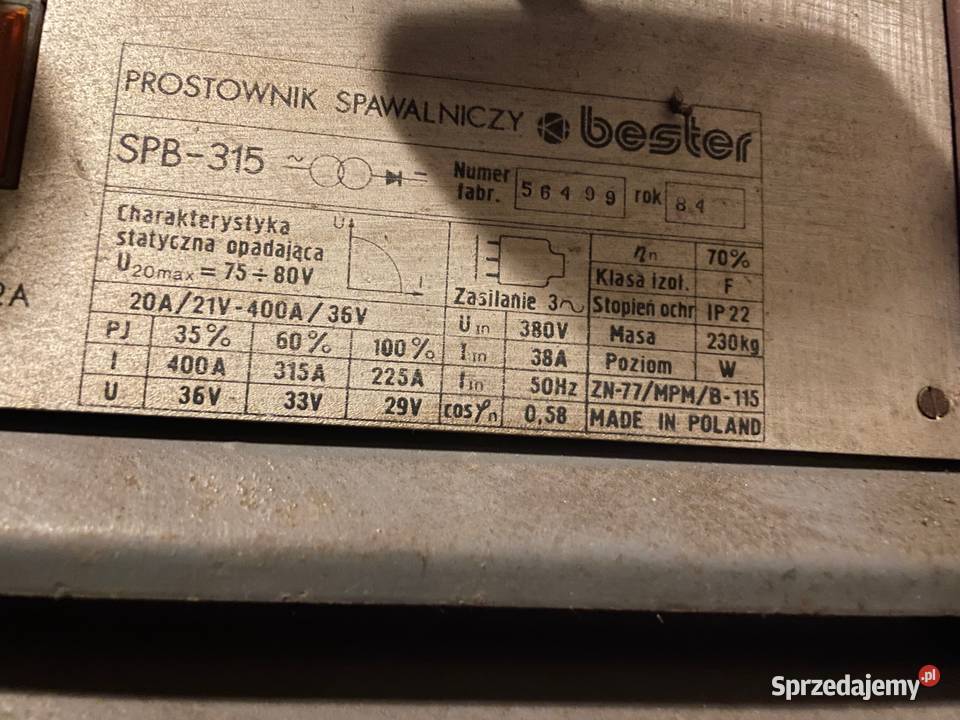 PROSTOWNIK SPAWALNICZY bester
SPB-315 ~ Numer fabr. 56499 rok 84
Charakterystyka
statyczna opadająca
U20max = 75÷80V
U
I
20A/21V-400A/36V
PJ 35% 60% 100%
I 400A 315A 225A
U 36V 33V 29V
Zasilanie 3~
U1n 380V
I1n 38A
f1n 50Hz
cosφn 0,58
ηn 70%
Klasa izol. F
Stopień ochr IP22
Masa 230kg
Poziom W
ZN-77/MPM/B-115
MADE IN POLAND
2A
Sprzedajemy.pl